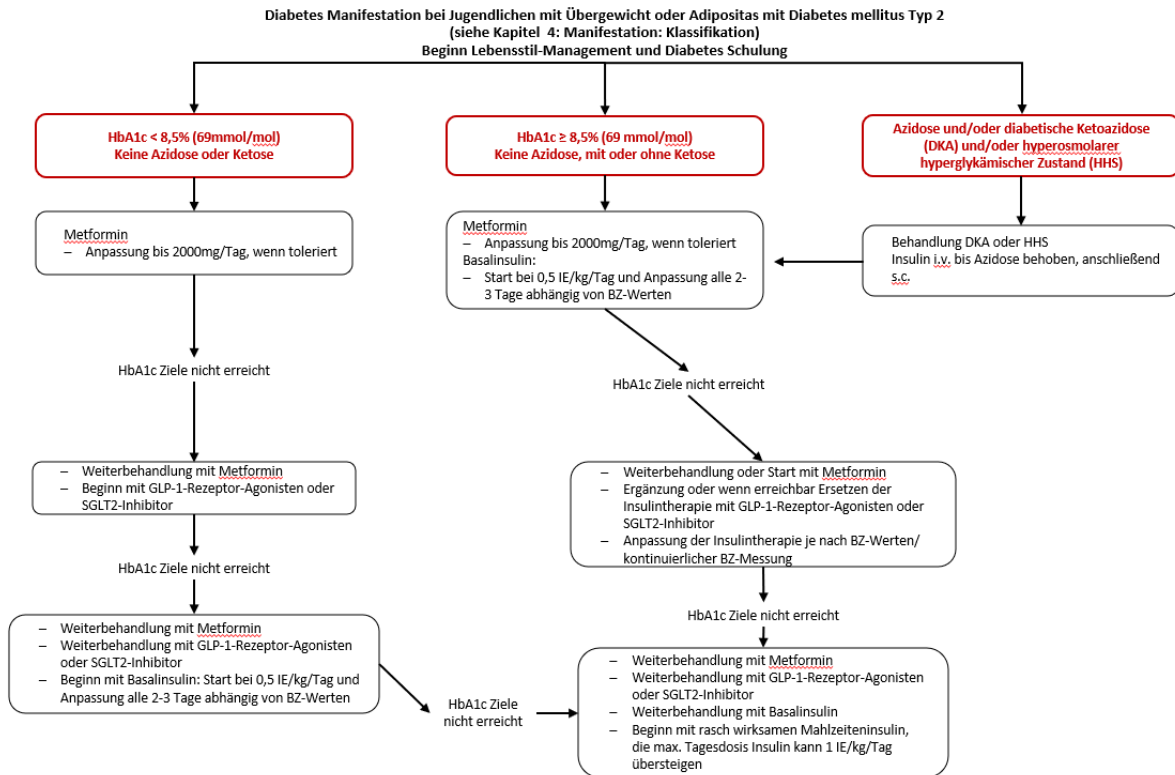 Diabetes Manifestation bei Jugendlichen mit Übergewicht oder Adipositas mit Diabetes mellitus Typ 2
(siehe Kapitel 4: Manifestation: Klassifikation)
Beginn Lebensstil-Management und Diabetes Schulung
HbA1c < 8,5% (69mmol/mol)
Keine Azidose oder Ketose
HbA1c ≥ 8,5% (69 mmol/mol)
Keine Azidose, mit oder ohne Ketose
Azidose und/oder diabetische Ketoazidose
(DKA) und/oder hyperosmolarer
hyperglykämischer Zustand (HHS)
Metformin
– Anpassung bis 2000mg/Tag, wenn toleriert
Metformin
– Anpassung bis 2000mg/Tag, wenn toleriert
Basalinsulin:
– Start bei 0,5 IE/kg/Tag und Anpassung alle 2-
3 Tage abhängig von BZ-Werten
Behandlung DKA oder HHS
Insulin i.v. bis Azidose behoben, anschließend
s.c.
HbA1c Ziele nicht erreicht
HbA1c Ziele nicht erreicht
– Weiterbehandlung mit Metformin
– Beginn mit GLP-1-Rezeptor-Agonisten oder
SGLT2-Inhibitor
– Weiterbehandlung oder Start mit Metformin
– Ergänzung oder wenn erreichbar Ersetzen der
Insulintherapie mit GLP-1-Rezeptor-Agonisten oder
SGLT2-Inhibitor
– Anpassung der Insulintherapie je nach BZ-Werten/
kontinuierlicher BZ-Messung
HbA1c Ziele nicht erreicht
HbA1c Ziele nicht erreicht
– Weiterbehandlung mit Metformin
– Weiterbehandlung mit GLP-1-Rezeptor-Agonisten
oder SGLT2-Inhibitor
– Beginn mit Basalinsulin: Start bei 0,5 IE/kg/Tag und
Anpassung alle 2-3 Tage abhängig von BZ-Werten
HbA1c Ziele
nicht erreicht
– Weiterbehandlung mit Metformin
– Weiterbehandlung mit GLP-1-Rezeptor-Agonisten
oder SGLT2-Inhibitor
– Weiterbehandlung mit Basalinsulin
– Beginn mit rasch wirksamen Mahlzeiteninsulin,
die max. Tagesdosis Insulin kann 1 IE/kg/Tag
übersteigen